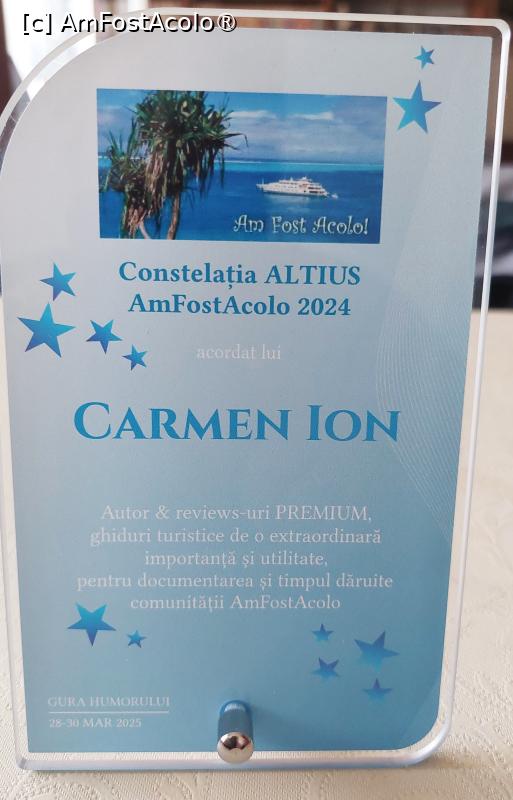 [c] AmFostAcolo®
Am Fost Acolo!
Constelația ALTIUS
AmFostAcolo 2024
acordat lui
CARMEN ION
Autor & reviews-uri PREMIUM,
ghiduri turistice de o extraordinară
importanță și utilitate,
pentru documentarea și timpul dăruite
comunității AmFostAcolo
GURA HUMORULUI
28-30 MAR 2025